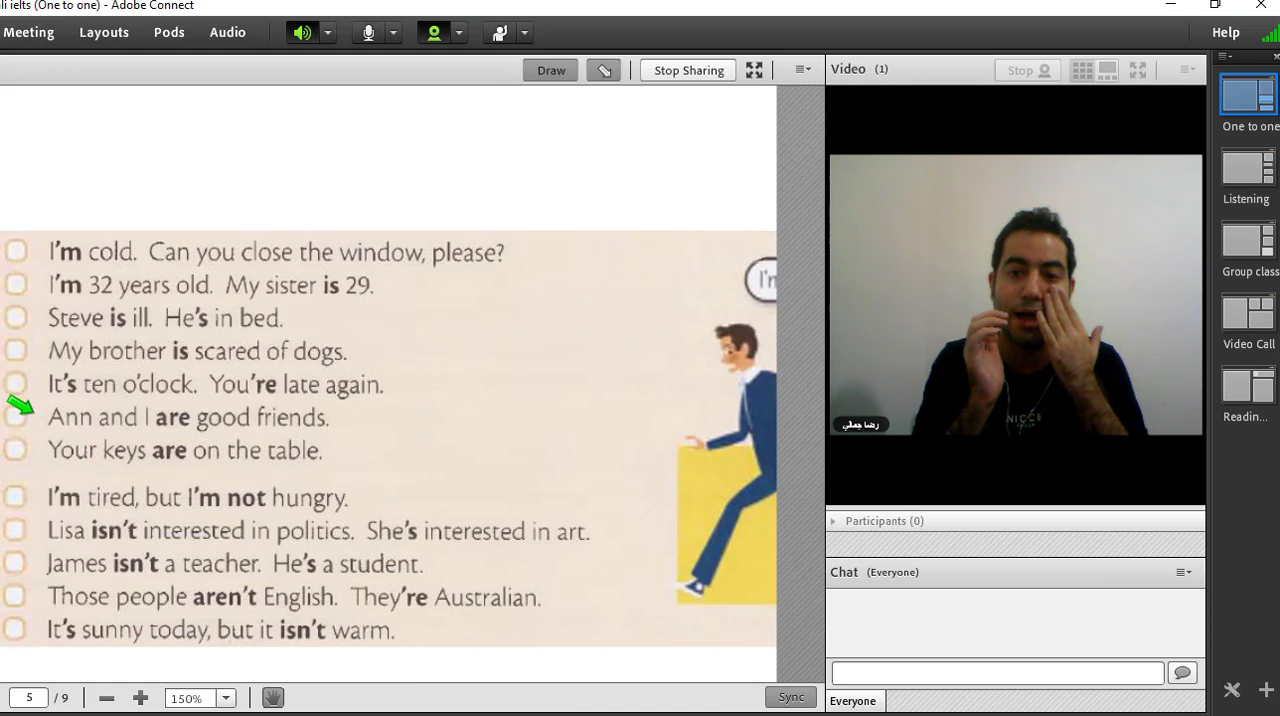 li ielts (One to one) - Adobe Connect
Meeting Layouts Pods Audio Help
Draw Stop Sharing
Video (1) Stop
I'm cold. Can you close the window, please?
I'm 32 years old. My sister is 29.
Steve is ill. He's in bed.
My brother is scared of dogs.
It's ten o'clock. You're late again.
Ann and I are good friends.
Your keys are on the table.
I'm tired, but I'm not hungry.
Lisa isn't interested in politics. She's interested in art.
James isn't a teacher. He's a student.
Those people aren't English. They're Australian.
It's sunny today, but it isn't warm.
I'm
رضا جمالي
Participants (0)
Chat (Everyone)
Everyone
One to one
Listening
Group class
Video Call
Readin...
5 / 9 150% Sync